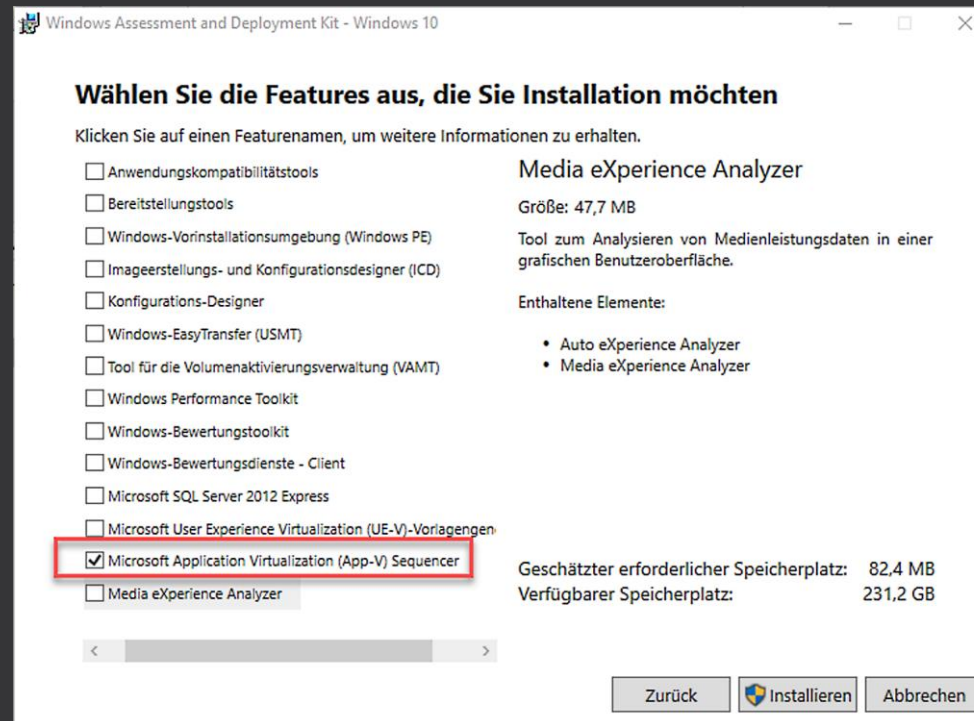 Windows Assessment and Deployment Kit - Windows 10
Wählen Sie die Features aus, die Sie Installation möchten
Klicken Sie auf einen Featurenamen, um weitere Informationen zu erhalten.
Anwendungskompatibilitätstools
Bereitstellungstools
Windows-Vorinstallationsumgebung (Windows PE)
Imageerstellungs- und Konfigurationsdesigner (ICD)
Konfigurations-Designer
Windows-EasyTransfer (USMT)
Tool für die Volumenaktivierungsverwaltung (VAMT)
Windows Performance Toolkit
Windows-Bewertungstoolkit
Windows-Bewertungsdienste - Client
Microsoft SQL Server 2012 Express
Microsoft User Experience Virtualization (UE-V)-Vorlagengen
Microsoft Application Virtualization (App-V) Sequencer
Media eXperience Analyzer
Media eXperience Analyzer
Größe: 47,7 MB
Tool zum Analysieren von Medienleistungsdaten in einer
grafischen Benutzeroberfläche.
Enthaltene Elemente:
• Auto eXperience Analyzer
• Media eXperience Analyzer
Geschätzter erforderlicher Speicherplatz: 82,4 MB
Verfügbarer Speicherplatz: 231,2 GB
Zurück
Installieren
Abbrechen